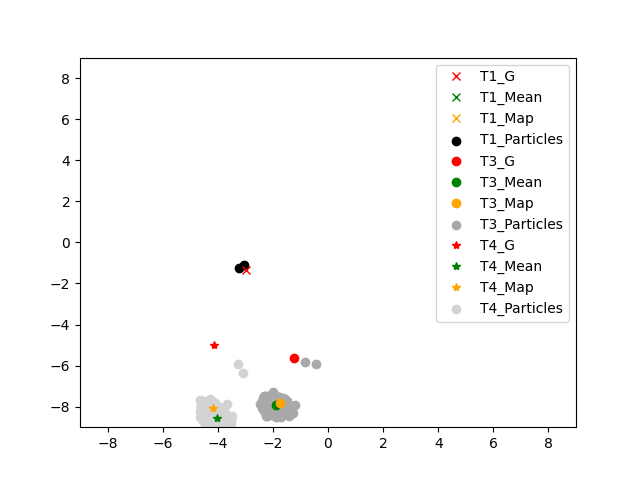 8
6
4
2
0
−2
−4
−6
−8
−8 −6 −4 −2 0 2 4 6 8
T1_G
T1_Mean
T1_Map
T1_Particles
T3_G
T3_Mean
T3_Map
T3_Particles
T4_G
T4_Mean
T4_Map
T4_Particles